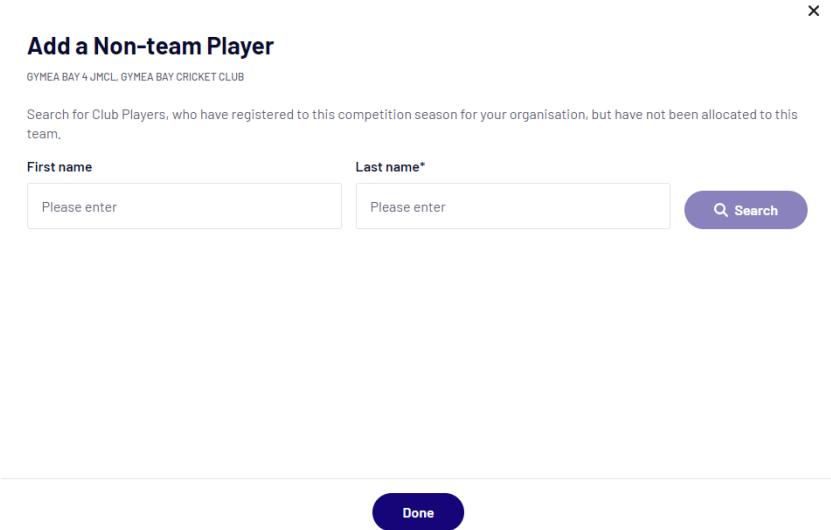 Add a Non-team Player
GYMEA BAY 4 JMCL, GYMEA BAY CRICKET CLUB
Search for Club Players, who have registered to this competition season for your organisation, but have not been allocated to this
team.
First name
Last name*
Please enter
Please enter
Search
Done